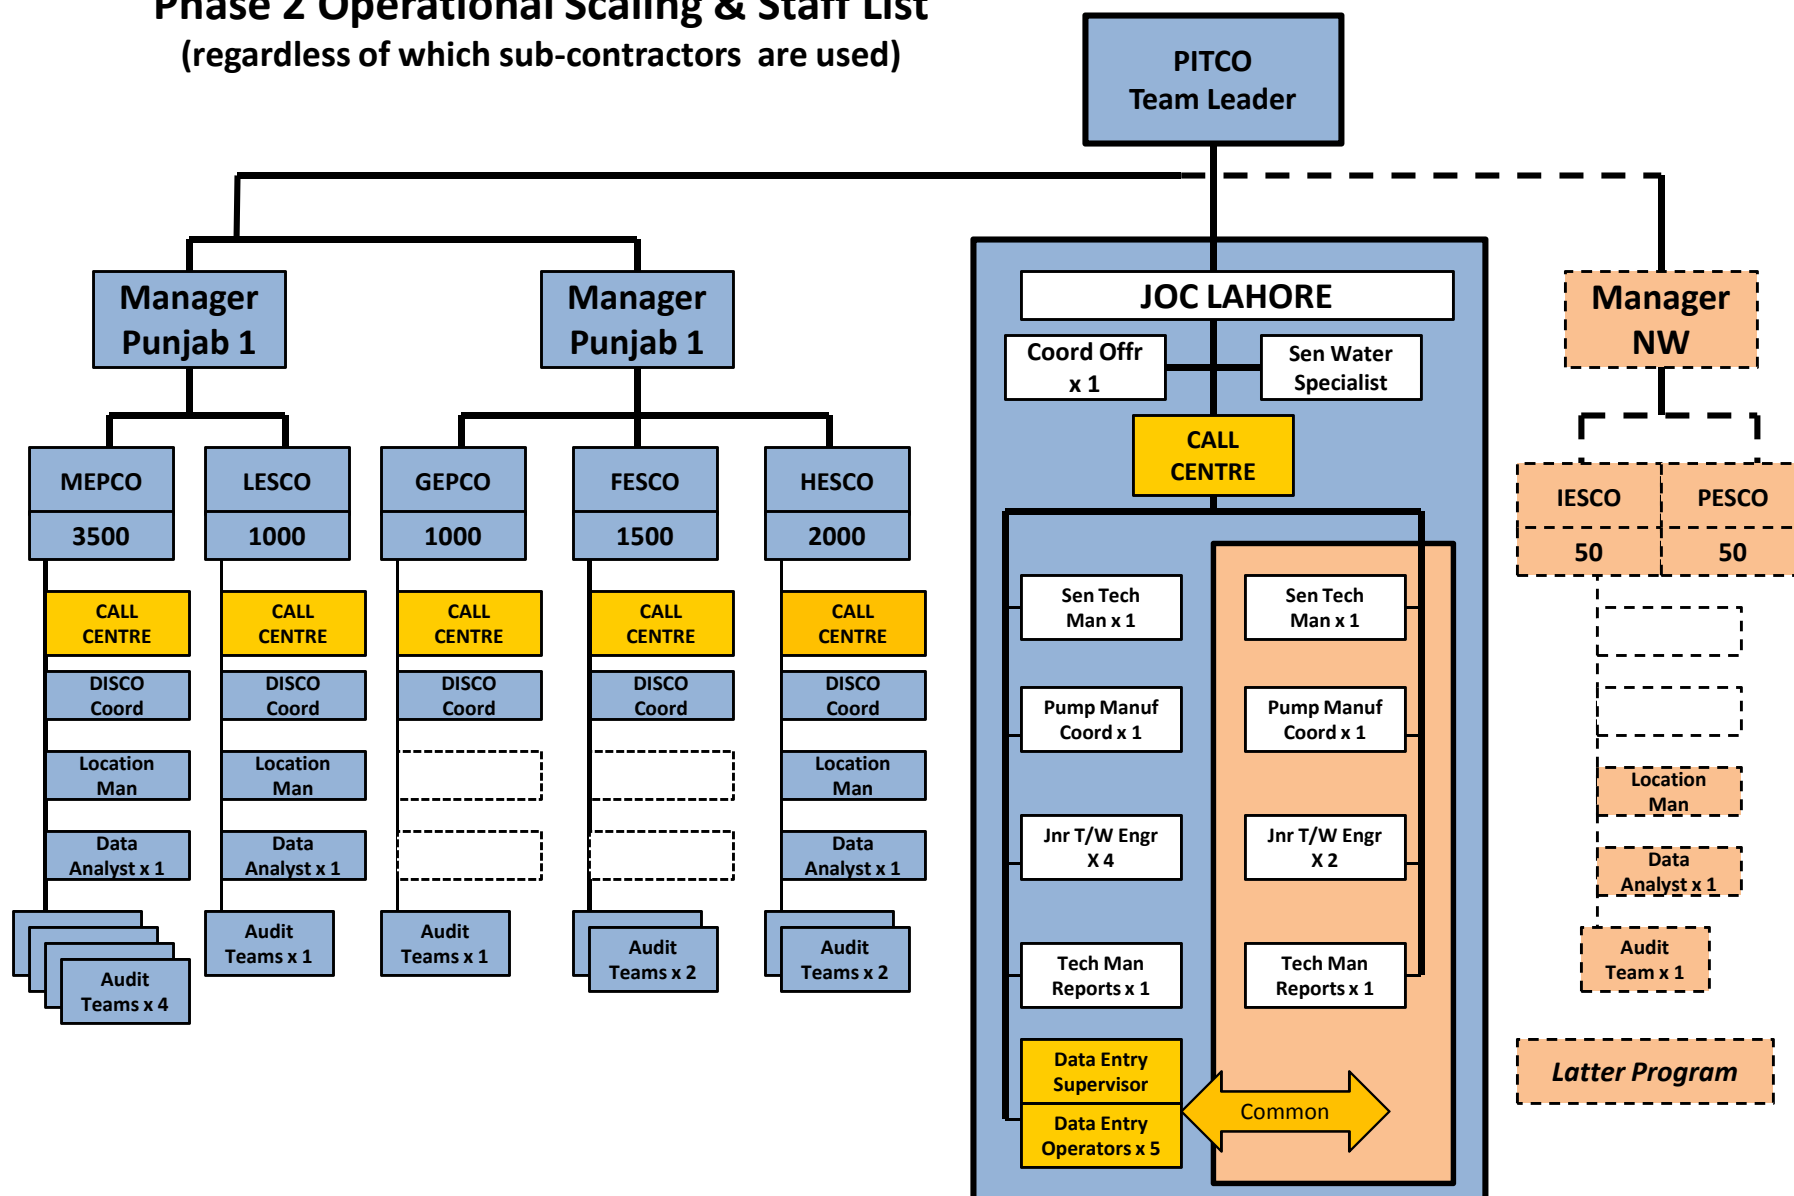 Phase 2 Operational Scaling & Staff List
(regardless of which sub-contractors are used)
PITCO
Team Leader
Manager
Punjab 1
Manager
Punjab 1
JOC LAHORE
Coord Offr
x 1
Sen Water
Specialist
CALL
CENTRE
Manager
NW
MEPCO
3500
CALL
CENTRE
DISCO
Coord
Location
Man
Data
Analyst x 1
Audit
Teams x 4
LESCO
1000
CALL
CENTRE
DISCO
Coord
Location
Man
Data
Analyst x 1
Audit
Teams x 1
GEPCO
1000
CALL
CENTRE
DISCO
Coord
Audit
Teams x 1
FESCO
1500
CALL
CENTRE
DISCO
Coord
Audit
Teams x 2
HESCO
2000
CALL
CENTRE
DISCO
Coord
Location
Man
Data
Analyst x 1
Audit
Teams x 2
Sen Tech
Man x 1
Pump Manuf
Coord x 1
Jnr T/W Engr
X 4
Tech Man
Reports x 1
Data Entry
Supervisor
Data Entry
Operators x 5
Sen Tech
Man x 1
Pump Manuf
Coord x 1
Jnr T/W Engr
X 2
Tech Man
Reports x 1
Common
IESCO
50
PESCO
50
Location
Man
Data
Analyst x 1
Audit
Team x 1
Latter Program